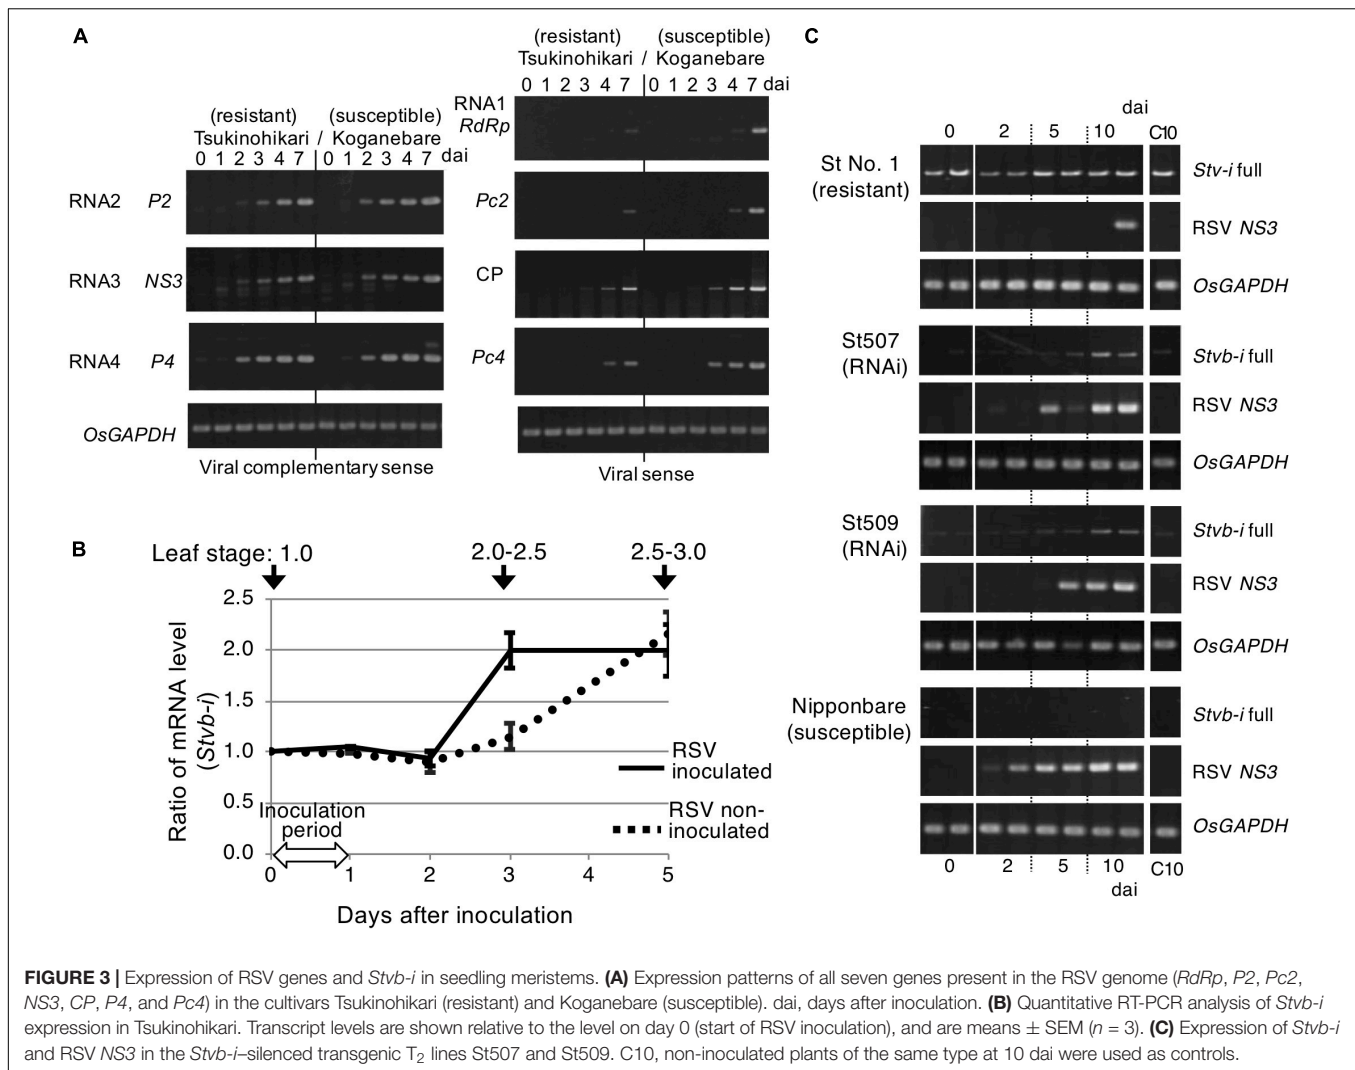 A
(resistant) (susceptible)
Tsukinohikari / Koganebare
0 1 2 3 4 7 0 1 2 3 4 7 dai
RNA2 P2
RNA3 NS3
RNA4 P4
OsGAPDH
Viral complementary sense
(resistant) (susceptible)
Tsukinohikari / Koganebare
0 1 2 3 4 7 0 1 2 3 4 7 dai
RNA1
RdRp
Pc2
CP
Pc4
Viral sense
B
Leaf stage: 1.0 2.0-2.5 2.5-3.0
Ratio of mRNA level
(Stvb-i)
2.5
2.0
1.5
1.0
0.5
0.0
RSV
inoculated
RSV non-
inoculated
Inoculation
period
0 1 2 3 4 5
Days after inoculation
C
dai
0 2 5 10 C10
St No. 1
(resistant)
Stv-i full
RSV NS3
OsGAPDH
St507
(RNAi)
Stvb-i full
RSV NS3
OsGAPDH
St509
(RNAi)
Stvb-i full
RSV NS3
OsGAPDH
Nipponbare
(susceptible)
Stvb-i full
RSV NS3
OsGAPDH
0 2 5 10 C10
dai
FIGURE 3 | Expression of RSV genes and Stvb-i in seedling meristems. (A) Expression patterns of all seven genes present in the RSV genome (RdRp, P2, Pc2,
NS3, CP, P4, and Pc4) in the cultivars Tsukinohikari (resistant) and Koganebare (susceptible). dai, days after inoculation. (B) Quantitative RT-PCR analysis of Stvb-i
expression in Tsukinohikari. Transcript levels are shown relative to the level on day 0 (start of RSV inoculation), and are means ± SEM (n = 3). (C) Expression of Stvb-i
and RSV NS3 in the Stvb-i–silenced transgenic T2 lines St507 and St509. C10, non-inoculated plants of the same type at 10 dai were used as controls.